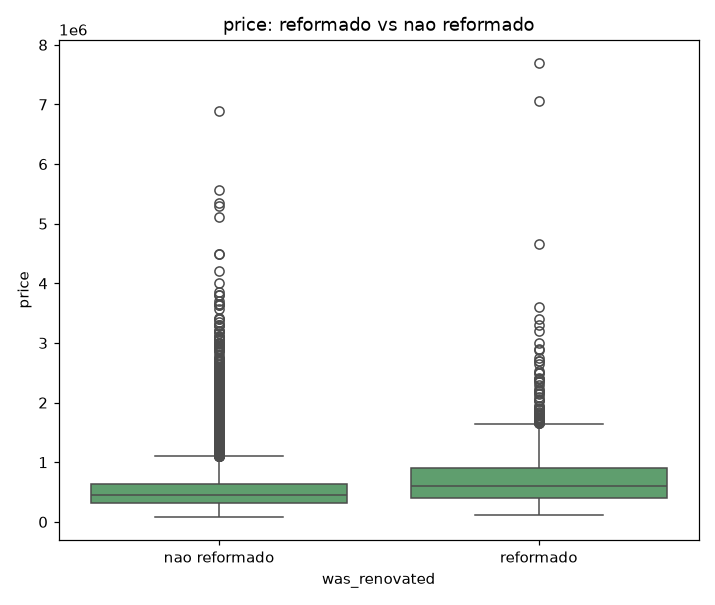 price: reformado vs nao reformado
1e6
8
7
6
5
4
3
2
1
0
price
nao reformado
reformado
was_renovated